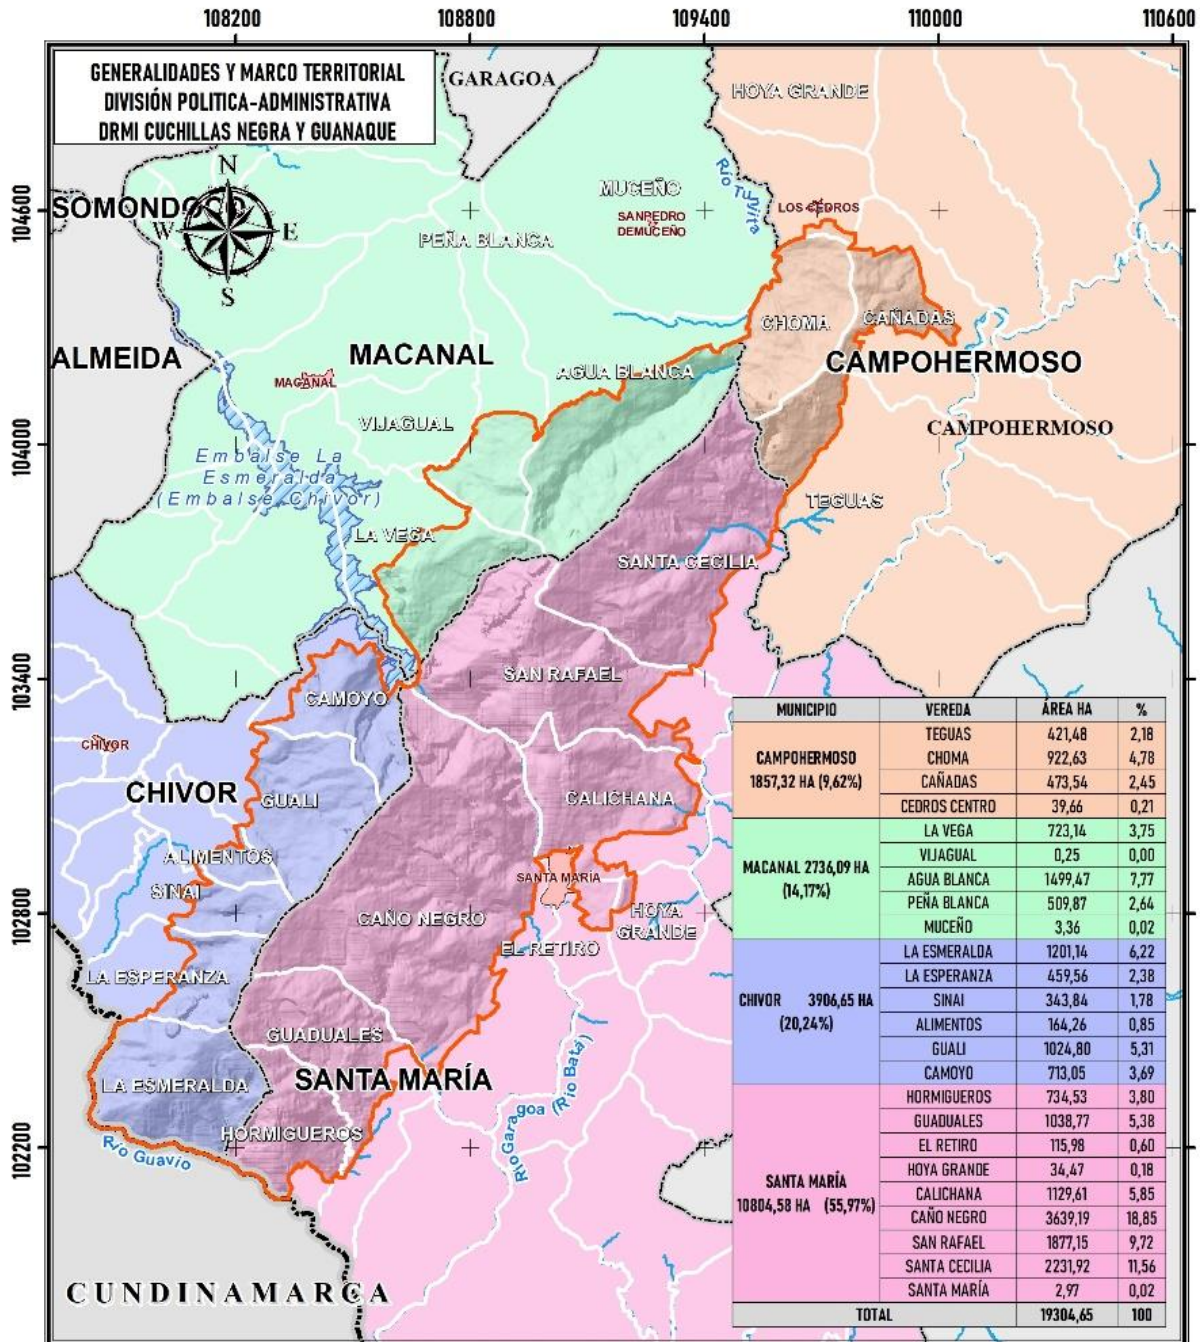 108200 108800 109400 110000 110600
GENERALIDADES Y MARCO TERRITORIAL
DIVISIÓN POLITICA-ADMINISTRATIVA
DRMI CUCHILLAS NEGRA Y GUANAQUE
GARAGOA
HOYA GRANDE
N
W E
S
SOMONDOCO
MUCEÑO
SANPEDRO
DEMUCEÑO
LOS CEDROS
PEÑA BLANCA
104600
CHOMA
CAÑADAS
ALMEIDA
MACANAL
CAMPOHERMOSO
MACANAL
AGUA BLANCA
VIJAGUAL
CAMPOHERMOSO
104000
Embalse La
Esmeralda
(Embalse Chivor)
LA VEGA
TEGUAS
SANTA CECILIA
SAN RAFAEL
103400
CAMOYO
CHIVOR
CHIVOR
GUALI
CALICHANA
ALIMENTOS
SINAI
SANTA MARÍA
102800
CAÑO NEGRO
HOYA
GRANDE
EL RETIRO
LA ESPERANZA
GUADUALES
LA ESMERALDA
SANTA MARÍA
HORMIGUEROS
Río Garagoa (Río Batá)
102200
Río Guavio
CUNDINAMARCA
MUNICIPIO VEREDA ÁREA HA %
CAMPOHERMOSO
1857,32 HA (9,62%)
TEGUAS 421,48 2,18
CHOMA 922,63 4,78
CAÑADAS 473,54 2,45
CEDROS CENTRO 39,66 0,21
MACANAL 2736,09 HA
(14,17%)
LA VEGA 723,14 3,75
VIJAGUAL 0,25 0,00
AGUA BLANCA 1499,47 7,77
PEÑA BLANCA 509,87 2,64
MUCEÑO 3,36 0,02
CHIVOR 3906,65 HA
(20,24%)
LA ESMERALDA 1201,14 6,22
LA ESPERANZA 459,56 2,38
SINAI 343,84 1,78
ALIMENTOS 164,26 0,85
GUALI 1024,80 5,31
CAMOYO 713,05 3,69
SANTA MARÍA
10804,58 HA (55,97%)
HORMIGUEROS 734,53 3,80
GUADUALES 1038,77 5,38
EL RETIRO 115,98 0,60
HOYA GRANDE 34,47 0,18
CALICHANA 1129,61 5,85
CAÑO NEGRO 3639,19 18,85
SAN RAFAEL 1877,15 9,72
SANTA CECILIA 2231,92 11,56
SANTA MARÍA 2,97 0,02
TOTAL 19304,65 100